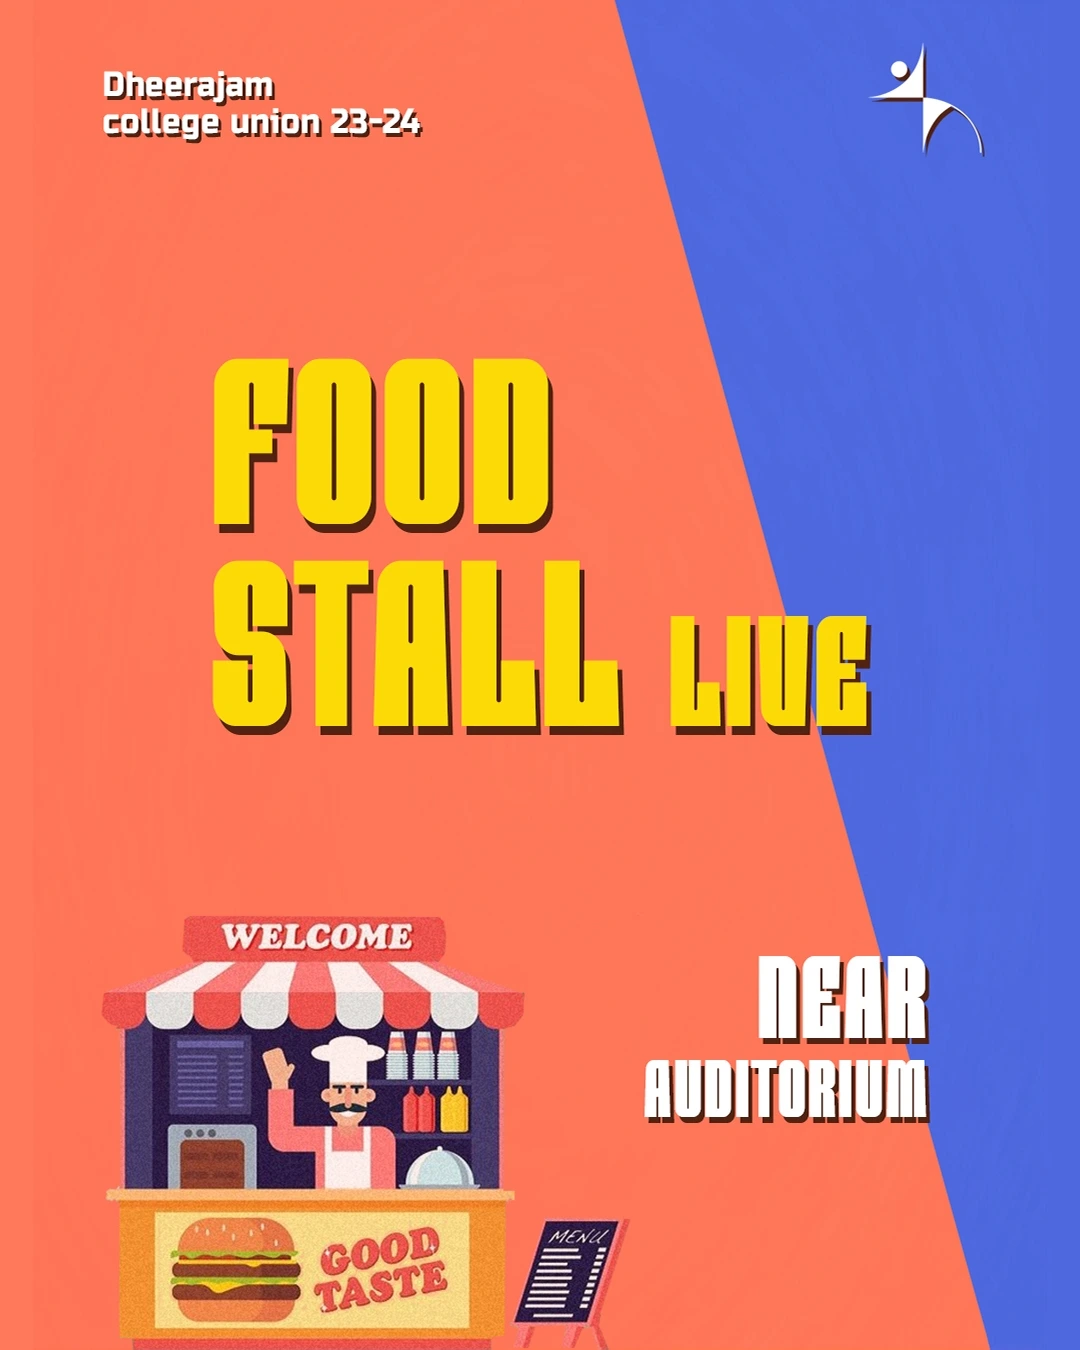 Dheerajam
college union 23-24
FOOD
STALL LIVE
WELCOME
NEAR
AUDITORIUM
GOOD
TASTE
MENU